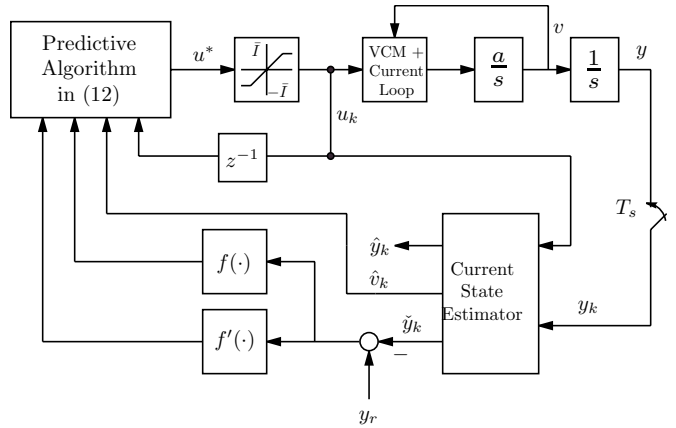 Predictive
Algorithm
in (12)
u*
Ī
−Ī
VCM +
Current
Loop
a
s
v
1
s
y
u_k
z⁻¹
T_s
f(·)
f′(·)
ŷ_k
v̂_k
y̌_k
−
Current
State
Estimator
y_k
y_r